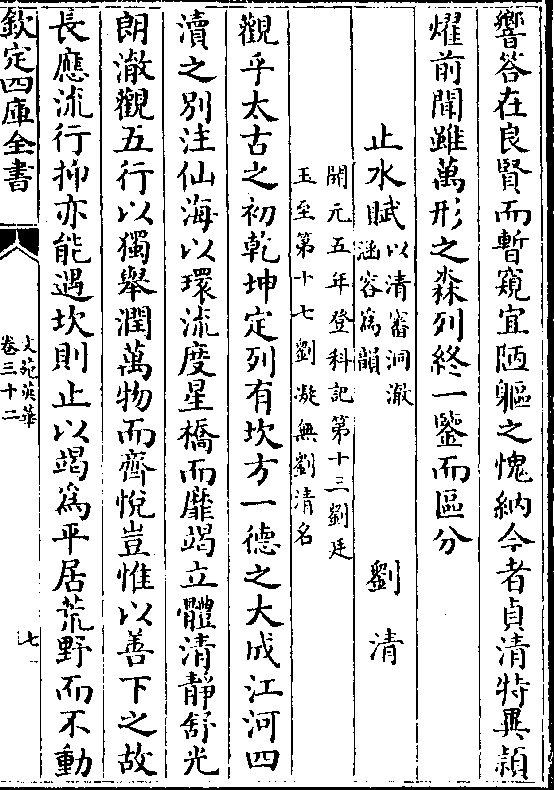 響答在良賢而暫窺宜陋軀之愧納今者貞清特異穎
燿前聞雖萬形之森列終一鑒而區分
止水賦以清審洞澈涵容爲韻 劉清
開元五年登科記第十三劉廷
玉至第十七劉凝無劉清名
觀乎太古之初乾坤定列有坎方一德之大成江河四
瀆之別注仙海以環流度星橋而靡竭立體清靜舒光
朗澈觀五行以獨舉潤萬物而齊悅豈惟以善下之故
長應流行抑亦能遇坎則止以竭爲平居荒野而不動
欽定四庫全書
文苑英華
卷三十二
七